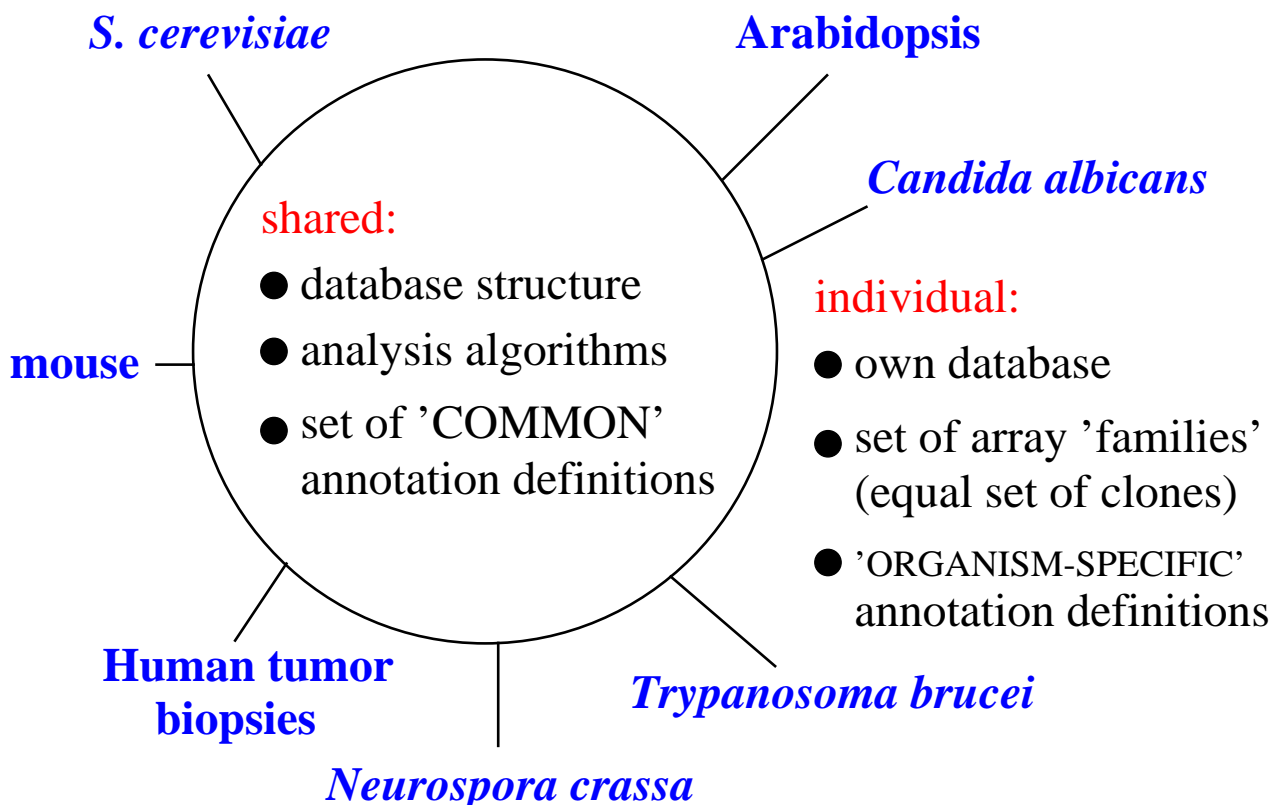 S. cerevisiae
Arabidopsis
Candida albicans
shared:
● database structure
● analysis algorithms
● set of ’COMMON’
annotation definitions
individual:
● own database
● set of array ’families’
(equal set of clones)
● ’ORGANISM-SPECIFIC’
annotation definitions
mouse
Human tumor
biopsies
Trypanosoma brucei
Neurospora crassa